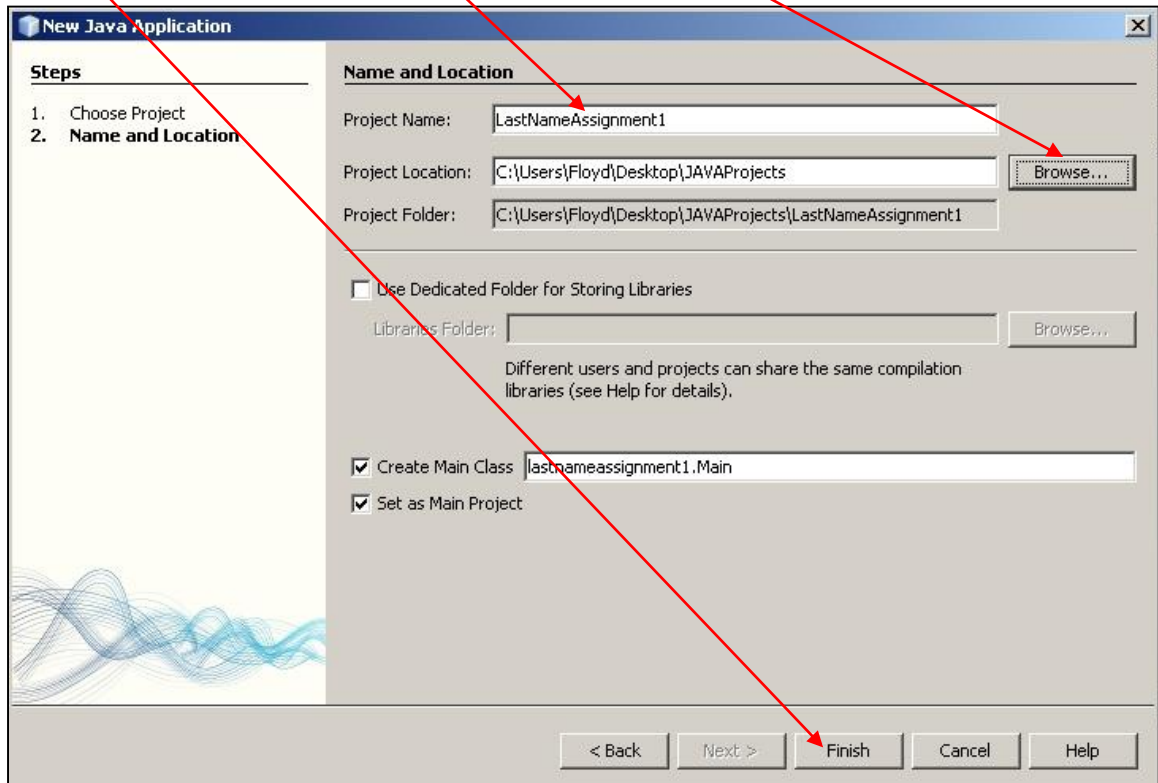 New Java Application
Steps
1. Choose Project
2. Name and Location
Name and Location
Project Name: LastNameAssignment1
Project Location: C:\Users\Floyd\Desktop\JAVAProjects Browse...
Project Folder: C:\Users\Floyd\Desktop\JAVAProjects\LastNameAssignment1
Use Dedicated Folder for Storing Libraries
Libraries Folder: Browse...
Different users and projects can share the same compilation
libraries (see Help for details).
Create Main Class lastnameassignment1.Main
Set as Main Project
< Back Next > Finish Cancel Help